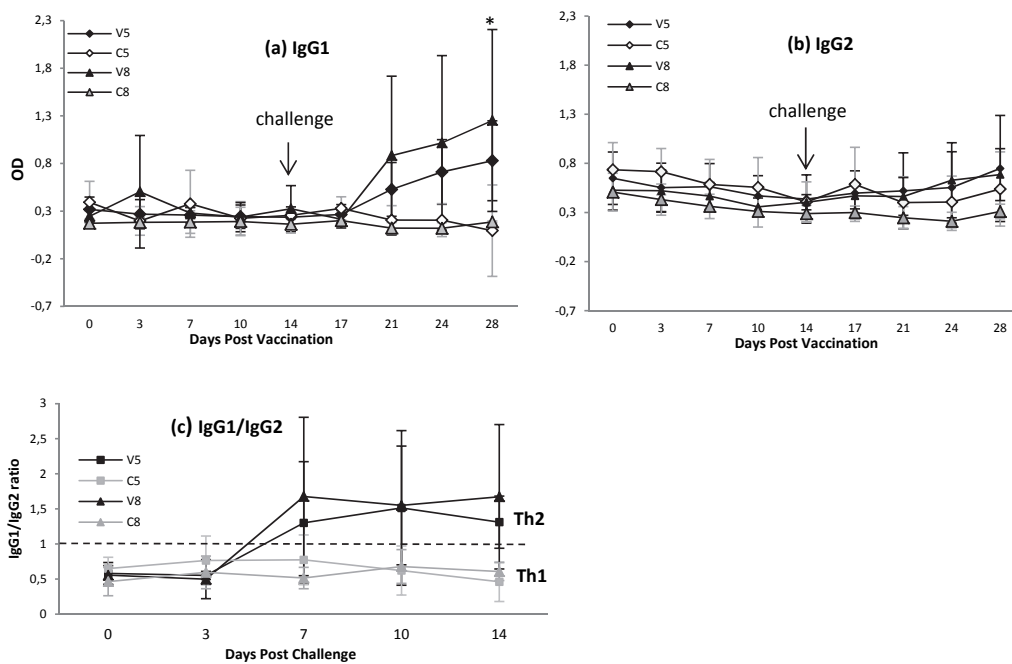 (a) IgG1
*
2,3
1,8
1,3
0,8
0,3
-0,2
-0,7
OD
V5
C5
V8
C8
challenge
0 3 7 10 14 17 21 24 28
Days Post Vaccination
(b) IgG2
2,3
1,8
1,3
0,8
0,3
-0,2
-0,7
V5
C5
V8
C8
challenge
0 3 7 10 14 17 21 24 28
Days Post Vaccination
(c) IgG1/IgG2
3
2,5
2
1,5
1
0,5
0
IgG1/IgG2 ratio
V5
C5
V8
C8
Th2
Th1
0 3 7 10 14
Days Post Challenge